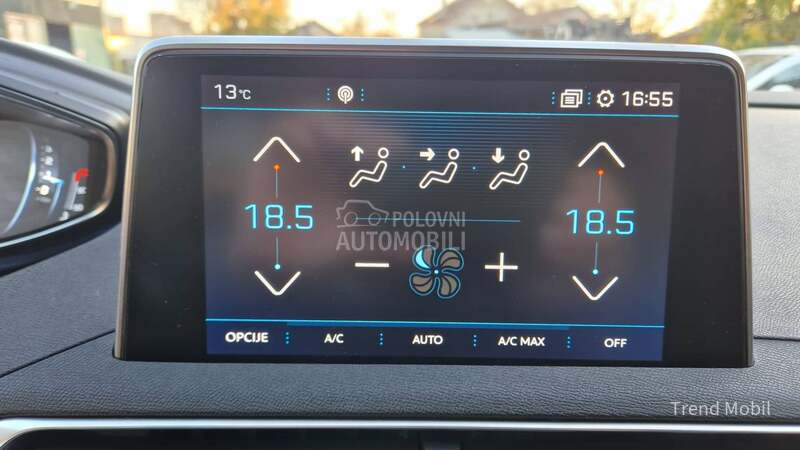 13°C 16:55
18.5 18.5
POLOVNI
AUTOMOBILI
OPCIJE A/C AUTO A/C MAX OFF
Trend Mobil